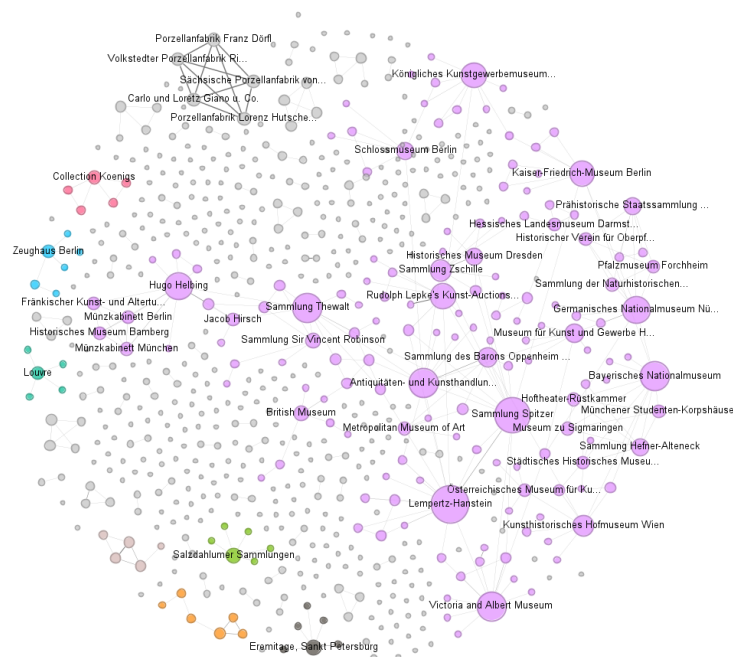 Porzellanfabrik Franz Dörfl
Volkstedter Porzellanfabrik Ri...
Königliches Kunstgewerbemuseum...
Sächsische Porzellanfabrik von...
Carlo und Loretz Giano u. Co.
Porzellanfabrik Lorenz Hutsche...
Schlossmuseum Berlin
Kaiser-Friedrich-Museum Berlin
Collection Koenigs
Prähistorische Staatssammlung ...
Hessisches Landesmuseum Darmst...
Historischer Verein für Oberpf...
Zeughaus Berlin
Historisches Museum Dresden
Pfalzmuseum Forchheim
Sammlung Zschille
Hugo Helbing
Sammlung der Naturhistorischen...
Rudolph Lepke's Kunst-Auctions...
Fränkischer Kunst- und Altertu...
Sammlung Thewalt
Germanisches Nationalmuseum Nü...
Münzkabinett Berlin
Jacob Hirsch
Historisches Museum Bamberg
Museum für Kunst und Gewerbe H...
Sammlung Sir Vincent Robinson
Münzkabinett München
Sammlung des Barons Oppenheim ...
Louvre
Bayerisches Nationalmuseum
Antiquitäten- und Kunsthandlun...
Hoftheater-Rüstkammer
British Museum
Sammlung Spitzer
Münchener Studenten-Korpshäuse
Metropolitan Museum of Art
Museum zu Sigmaringen
Sammlung Hefner-Alteneck
Städtisches Historisches Museu...
Österreichisches Museum für Ku...
Lempertz-Hanstein
Kunsthistorisches Hofmuseum Wien
Salzdahlumer Sammlungen
Victoria and Albert Museum
Eremitage, Sankt Petersburg